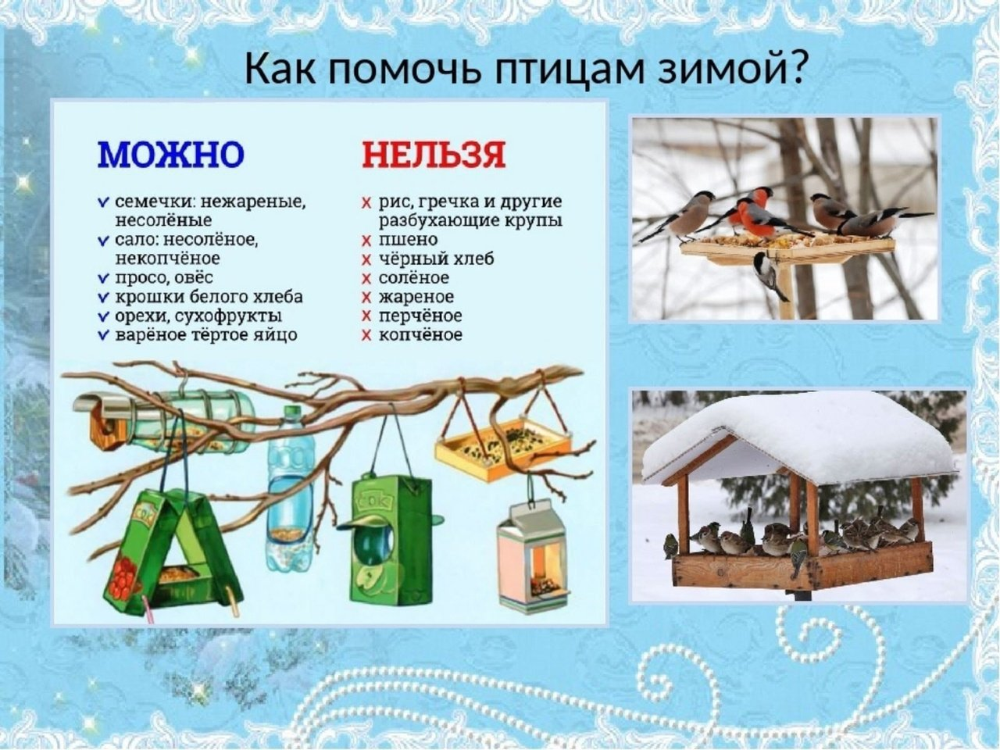 Как помочь птицам зимой?
МОЖНО
семечки: нежареные,
несолёные
сало: несолёное,
некопчёное
просо, овёс
крошки белого хлеба
орехи, сухофрукты
варёное тёртое яйцо
НЕЛЬЗЯ
рис, гречка и другие
разбухающие крупы
пшено
чёрный хлеб
солёное
жареное
перчёное
копчёное
сок
сок